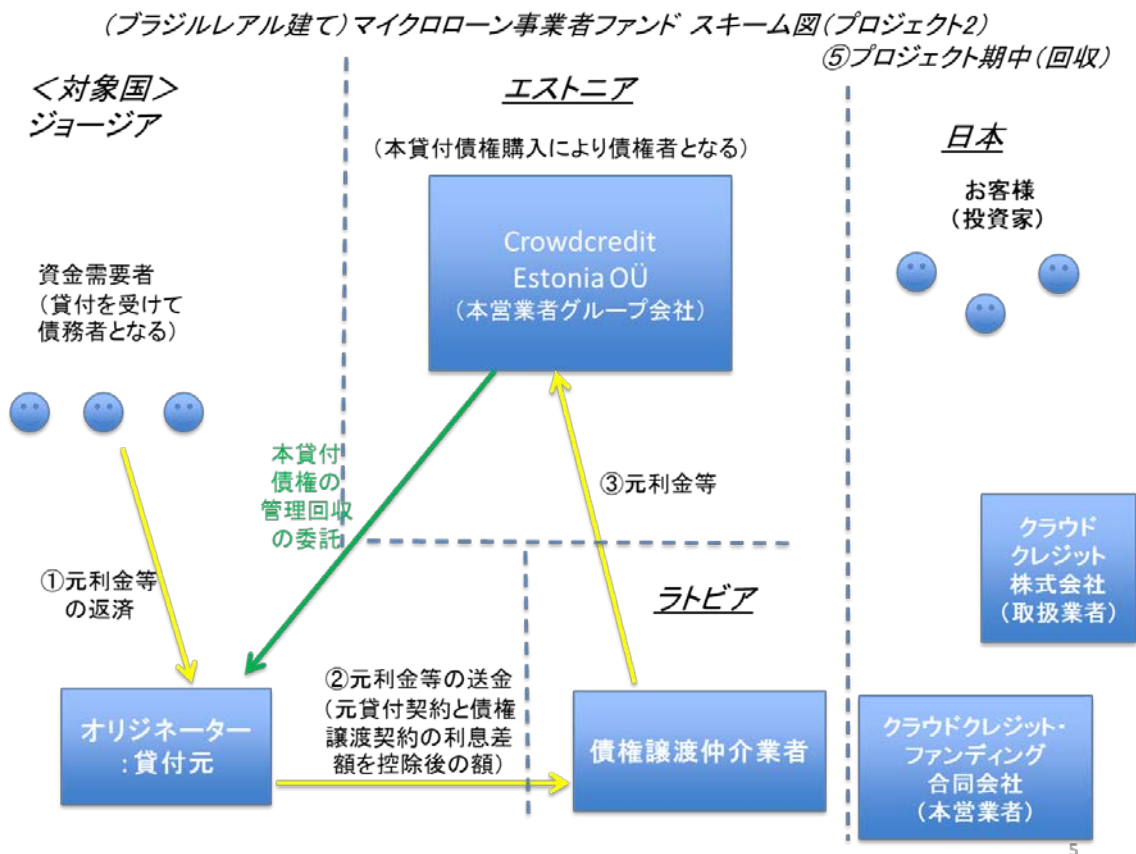 (ブラジルレアル建て)マイクロローン事業者ファンド スキーム図(プロジェクト2)
⑤プロジェクト期中(回収)
<対象国>
ジョージア
エストニア
日本
(本貸付債権購入により債権者となる)
お客様
(投資家)
Crowdcredit
Estonia OÜ
(本営業者グループ会社)
資金需要者
(貸付を受けて
債務者となる)
本貸付
債権の
管理回収
の委託
③元利金等
クラウド
クレジット
株式会社
(取扱業者)
①元利金等
の返済
ラトビア
②元利金等の送金
(元貸付契約と債権
譲渡契約の利息差
額を控除後の額)
オリジネーター
:貸付元
債権譲渡仲介業者
クラウドクレジット・
ファンディング
合同会社
(本営業者)
5